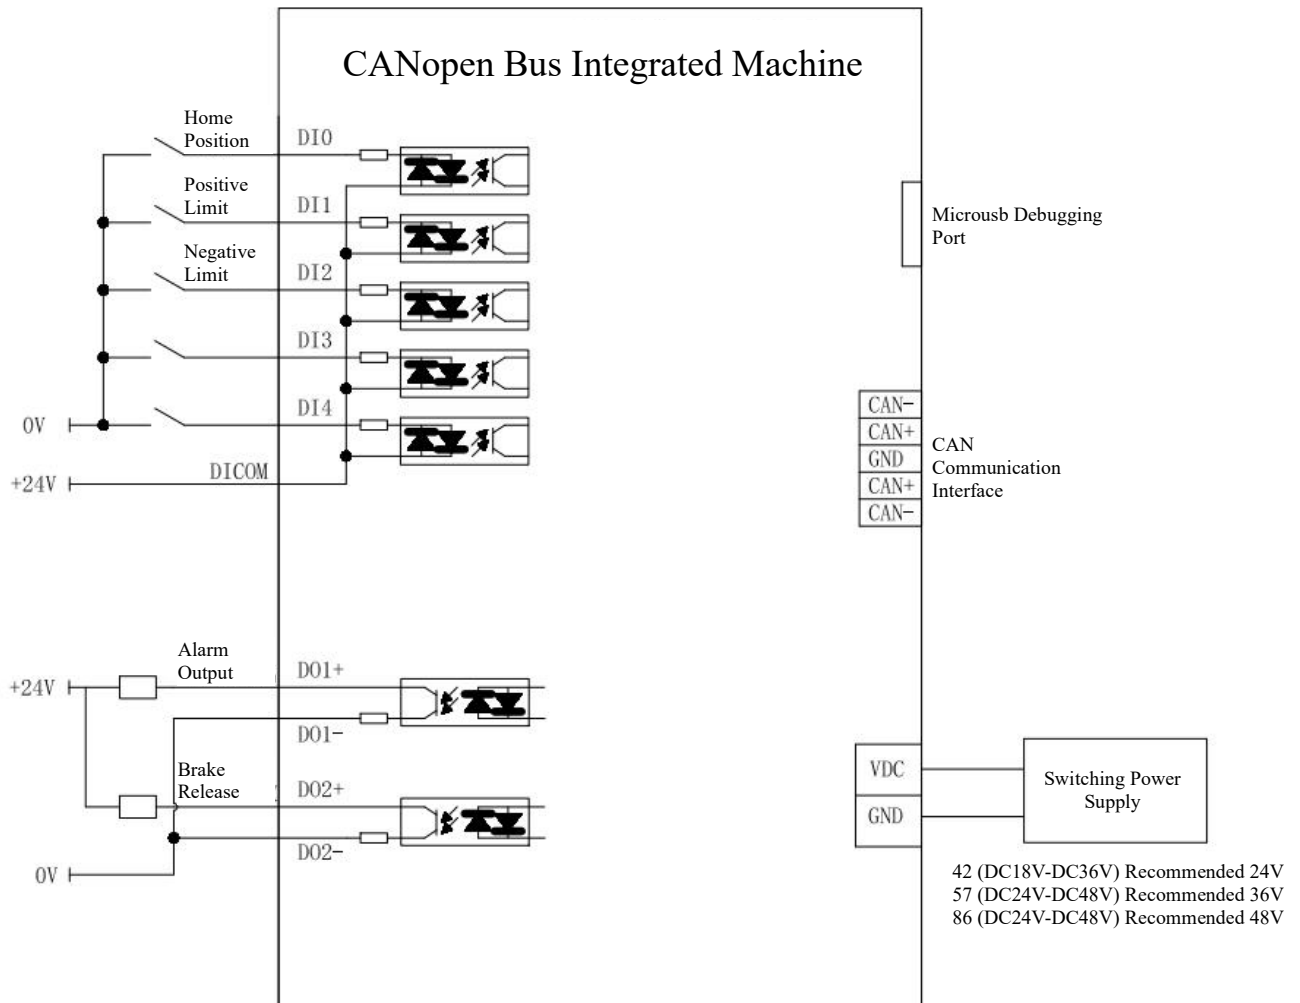 CANopen Bus Integrated Machine
Home
Position
DI0
Positive
Limit
DI1
Negative
Limit
DI2
DI3
DI4
0V
DICOM
+24V
Microusb Debugging
Port
CAN-
CAN+
GND
CAN+
CAN-
CAN
Communication
Interface
Alarm
Output
+24V
DO1+
DO1-
Brake
Release
DO2+
DO2-
0V
VDC
GND
Switching Power
Supply
42 (DC18V-DC36V) Recommended 24V
57 (DC24V-DC48V) Recommended 36V
86 (DC24V-DC48V) Recommended 48V